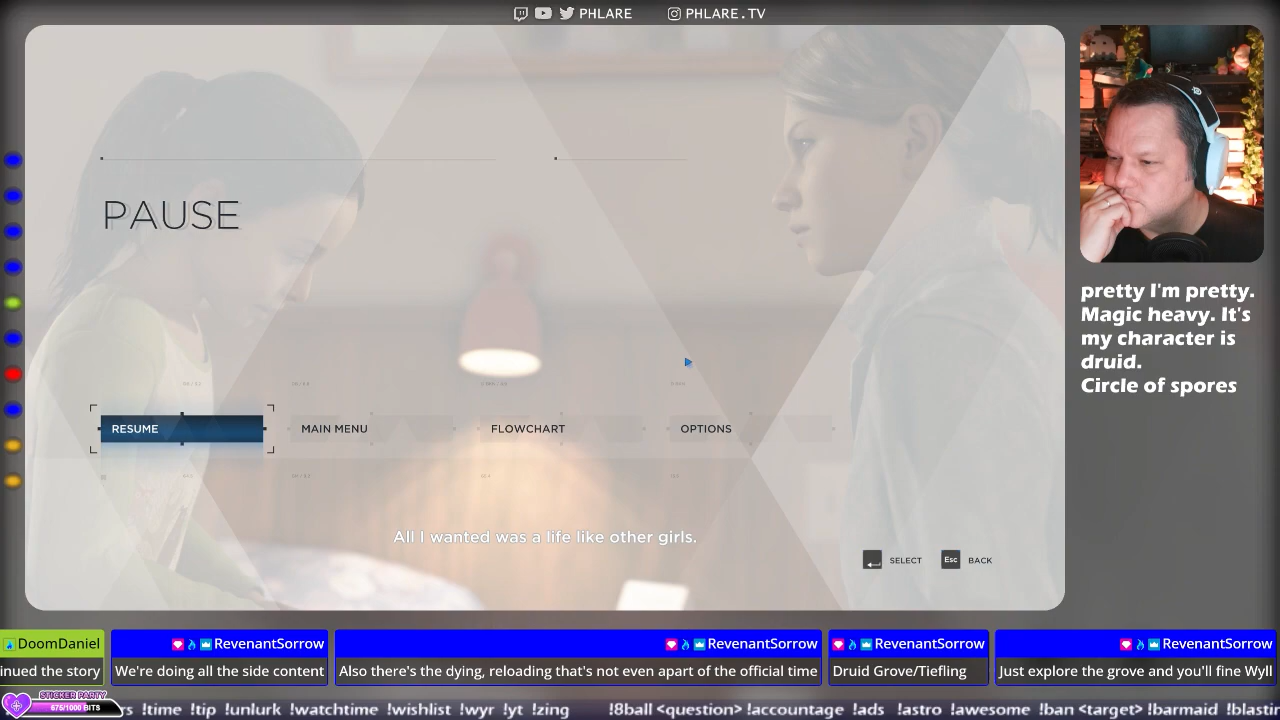 PHLARE PHLARE.TV
PAUSE
pretty I'm pretty.
Magic heavy. It's
my character is
druid.
Circle of spores
RESUME MAIN MENU FLOWCHART OPTIONS
All I wanted was a life like other girls.
SELECT Esc BACK
DoomDaniel RevenantSorrow RevenantSorrow RevenantSorrow RevenantSorrow
inued the story We're doing all the side content Also there's the dying, reloading that's not even apart of the official time Druid Grove/Tiefling Just explore the grove and you'll fine Wyll
STICKER PARTY
675/1000 BITS
rs !time !tip !unlurk !watchtime !wishlist !wyr !yt !zing !8ball <question> !accountage !ads !astro !awesome !ban <target> !barmaid !blastin